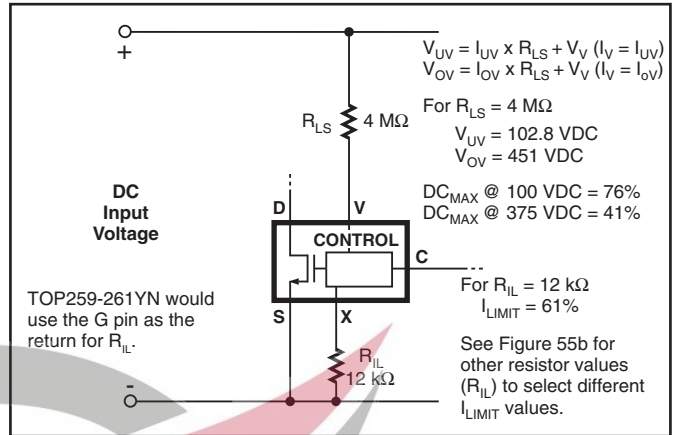 +
V_UV = I_UV x R_LS + V_V (I_V = I_UV)
V_OV = I_OV x R_LS + V_V (I_V = I_oV)
For R_LS = 4 MΩ
V_UV = 102.8 VDC
V_OV = 451 VDC
DC_MAX @ 100 VDC = 76%
DC_MAX @ 375 VDC = 41%
R_LS
4 MΩ
DC
Input
Voltage
D
V
CONTROL
C
S
X
For R_IL = 12 kΩ
I_LIMIT = 61%
TOP259-261YN would
use the G pin as the
return for R_IL.
R_IL
12 kΩ
See Figure 55b for
other resistor values
(R_IL) to select different
I_LIMIT values.
-